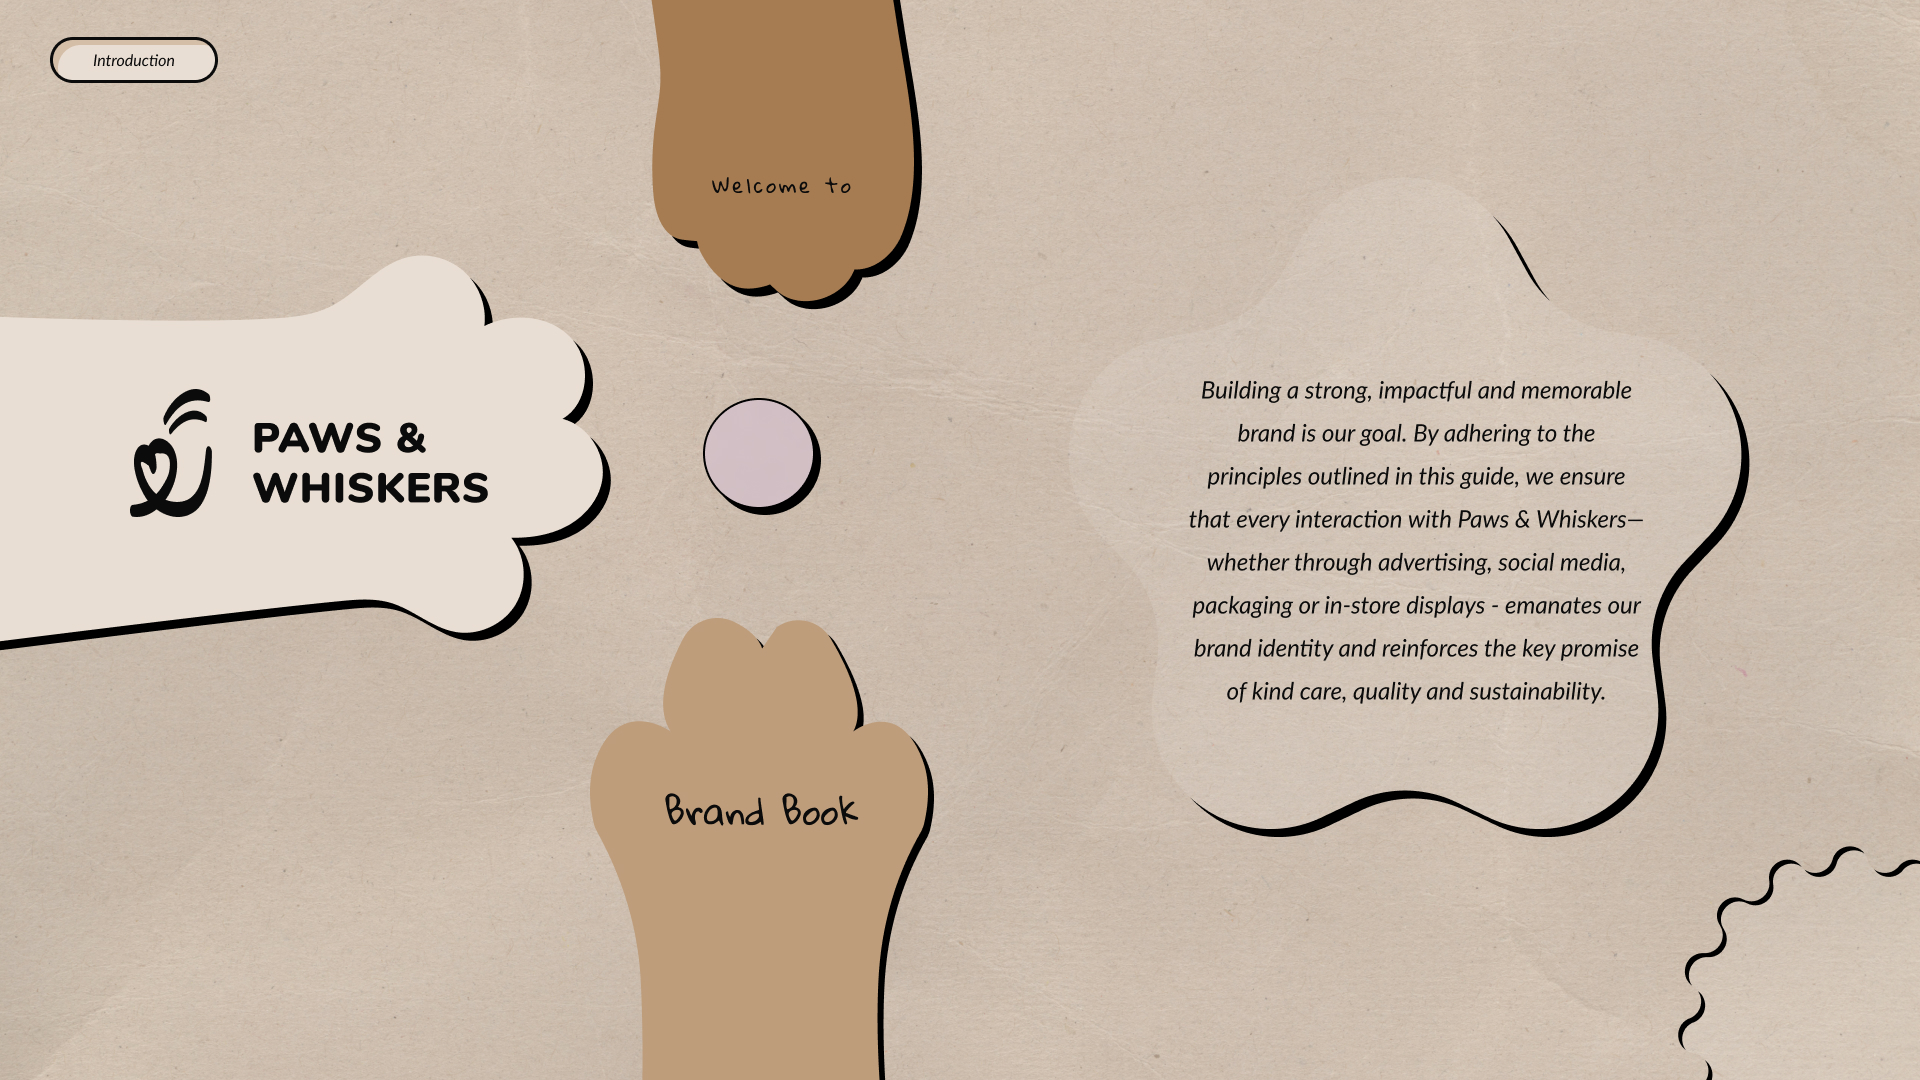 Introduction
Welcome to
PAWS &
WHISKERS
Brand Book
Building a strong, impactful and memorable
brand is our goal. By adhering to the
principles outlined in this guide, we ensure
that every interaction with Paws & Whiskers—
whether through advertising, social media,
packaging or in-store displays - emanates our
brand identity and reinforces the key promise
of kind care, quality and sustainability.